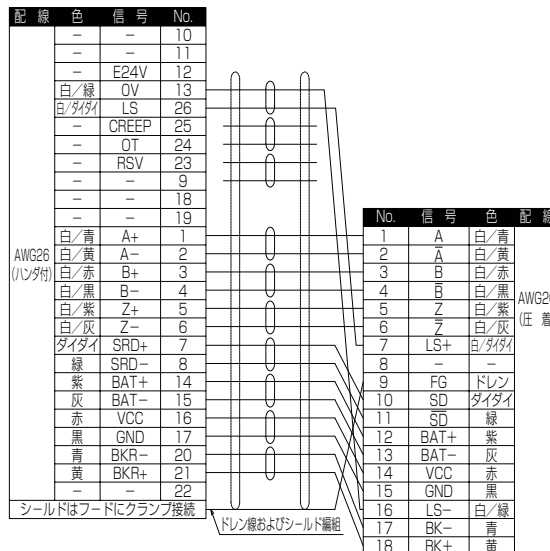 配 線 色 信 号 No.
− − 10
− − 11
− E24V 12
白／緑 0V 13
白/ダイダイ LS 26
− CREEP 25
− OT 24
− RSV 23
− − 9
− − 18
− − 19
白／青 A+ 1
AWG26 白／黄 A− 2
(ハンダ付) 白／赤 B+ 3
白／黒 B− 4
白／紫 Z+ 5
白／灰 Z− 6
ダイダイ SRD+ 7
緑 SRD− 8
紫 BAT+ 14
灰 BAT− 15
赤 VCC 16
黒 GND 17
青 BKR− 20
黄 BKR+ 21
− − 22
シールドはフードにクランプ接続
ドレン線およびシールド編組
No. 信 号 色 配 線
1 A 白／青
2 A̅ 白／黄
3 B 白／赤
4 B̅ 白／黒 AWG26
5 Z 白／紫 (圧 着
6 Z̅ 白／灰
7 LS+ 白/ダイダイ
8 − −
9 FG ドレン
10 SD ダイダイ
11 S̅D̅ 緑
12 BAT+ 紫
13 BAT− 灰
14 VCC 赤
15 GND 黒
16 LS− 白／緑
17 BK− 青
18 BK+ 黄